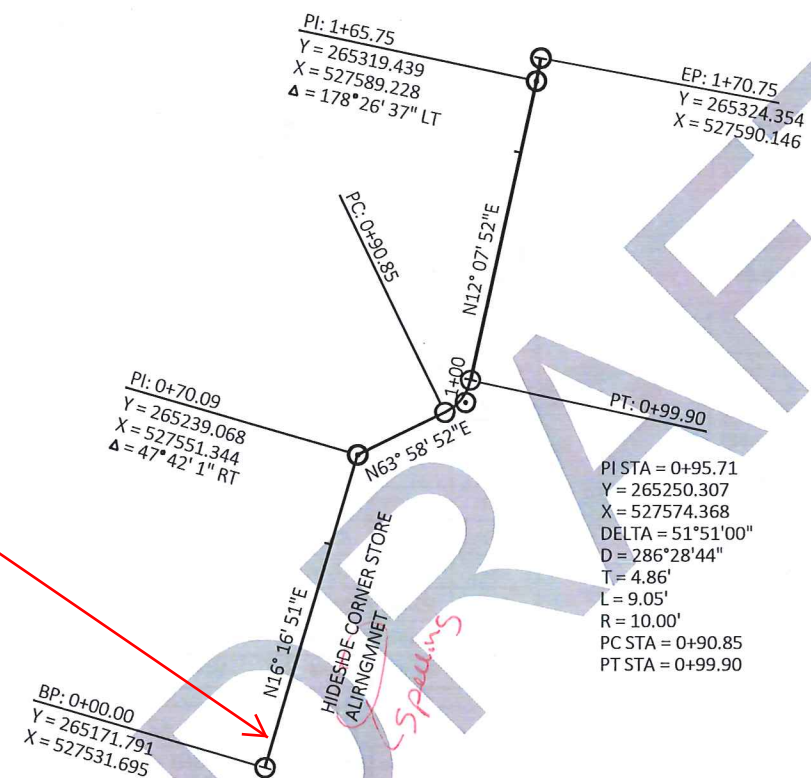 PI: 1+65.75
Y = 265319.439
X = 527589.228
Δ = 178° 26' 37" LT
EP: 1+70.75
Y = 265324.354
X = 527590.146
PC: 0+90.85
N12° 07' 52"E
1+00
PI: 0+70.09
Y = 265239.068
X = 527551.344
Δ = 47° 42' 1" RT
N63° 58' 52"E
PT: 0+99.90
PI STA = 0+95.71
Y = 265250.307
X = 527574.368
DELTA = 51°51'00"
D = 286°28'44"
T = 4.86'
L = 9.05'
R = 10.00'
PC STA = 0+90.85
PT STA = 0+99.90
N16° 16' 51"E
HIDESIDE CORNER STORE
ALIRNGMNET
Spelling
BP: 0+00.00
Y = 265171.791
X = 527531.695
DRAFT